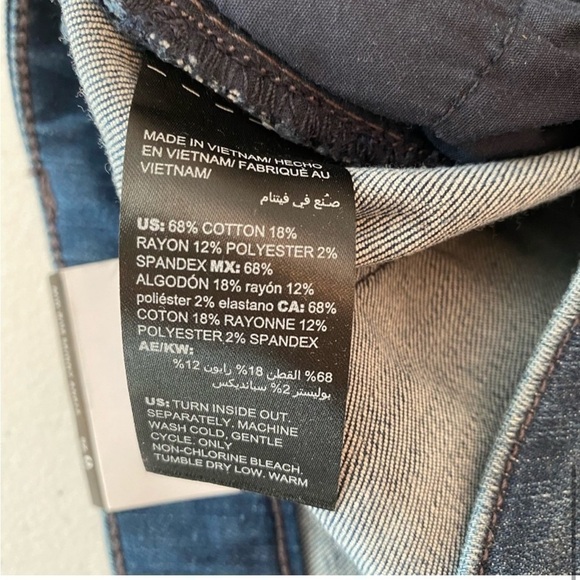 MADE IN VIETNAM/ HECHO
EN VIETNAM/ FABRIQUÉ AU
VIETNAM/
صنع في فيتنام
US: 68% COTTON 18%
RAYON 12% POLYESTER 2%
SPANDEX MX: 68%
ALGODÓN 18% rayón 12%
poliéster 2% elastano CA: 68%
COTON 18% RAYONNE 12%
POLYESTER 2% SPANDEX
AE/KW:
68% القطن 18% رايون 12%
بوليستر 2% سبانديكس
US: TURN INSIDE OUT.
SEPARATELY. MACHINE
WASH COLD, GENTLE
CYCLE. ONLY
NON-CHLORINE BLEACH.
TUMBLE DRY LOW. WARM